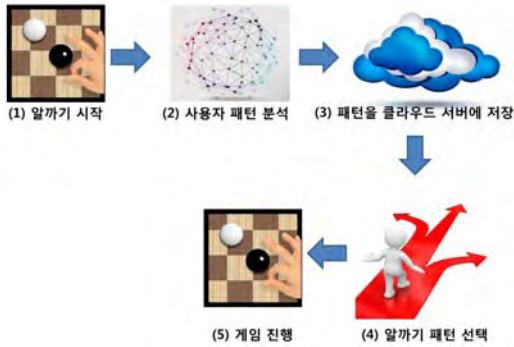 (1) 알까기 시작
(2) 사용자 패턴 분석
(3) 패턴을 클라우드 서버에 저장
(4) 알까기 패턴 선택
(5) 게임 진행